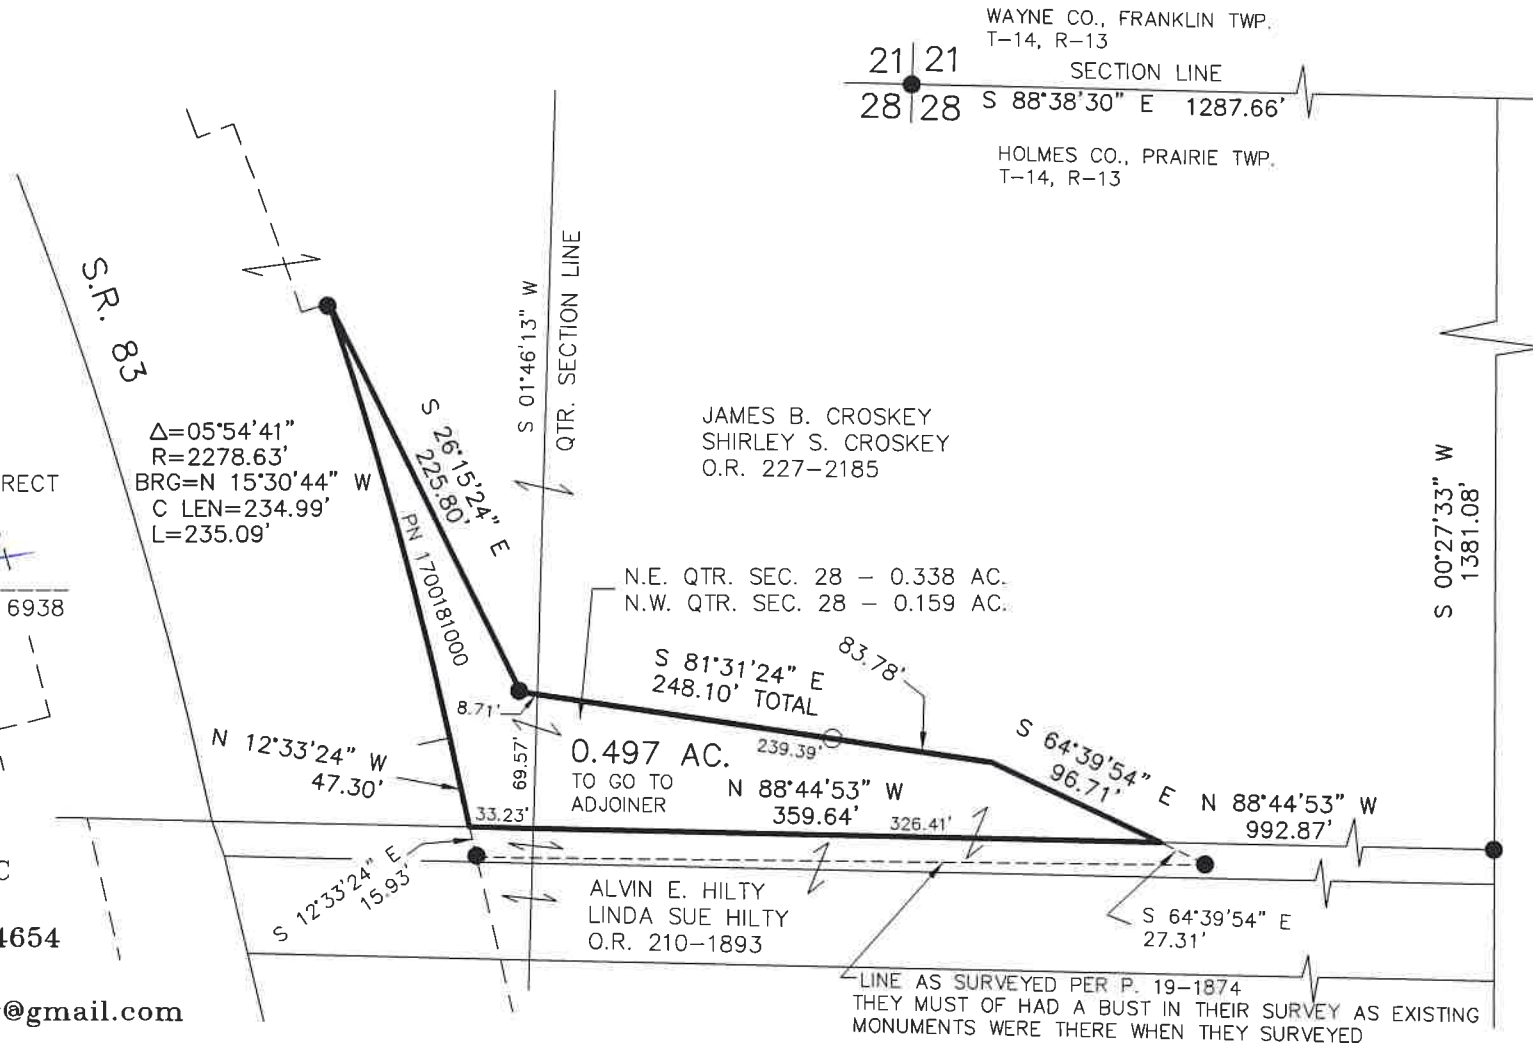 WAYNE CO., FRANKLIN TWP.
T-14, R-13
21 21
SECTION LINE
28 28
S 88°38'30" E 1287.66'
HOLMES CO., PRAIRIE TWP.
T-14, R-13
S.R. 83
S 01°46'13" W
QTR. SECTION LINE
Δ=05°54'41"
R=2278.63'
BRG=N 15°30'44" W
C LEN=234.99'
L=235.09'
RECT
6938
S 26°15'24" E
225.80'
PN 1700181000
JAMES B. CROSKEY
SHIRLEY S. CROSKEY
O.R. 227-2185
S 00°27'33" W
1381.08'
N.E. QTR. SEC. 28 - 0.338 AC.
N.W. QTR. SEC. 28 - 0.159 AC.
S 81°31'24" E
248.10' TOTAL
83.78'
8.71'
69.57'
239.39'
S 64°39'54" E
96.71'
N 12°33'24" W
47.30'
0.497 AC.
TO GO TO
ADJOINER
N 88°44'53" W
359.64'
33.23'
326.41'
N 88°44'53" W
992.87'
S 12°33'24" E
15.93'
ALVIN E. HILTY
LINDA SUE HILTY
O.R. 210-1893
S 64°39'54" E
27.31'
C
4654
@gmail.com
LINE AS SURVEYED PER P. 19-1874
THEY MUST OF HAD A BUST IN THEIR SURVEY AS EXISTING
MONUMENTS WERE THERE WHEN THEY SURVEYED